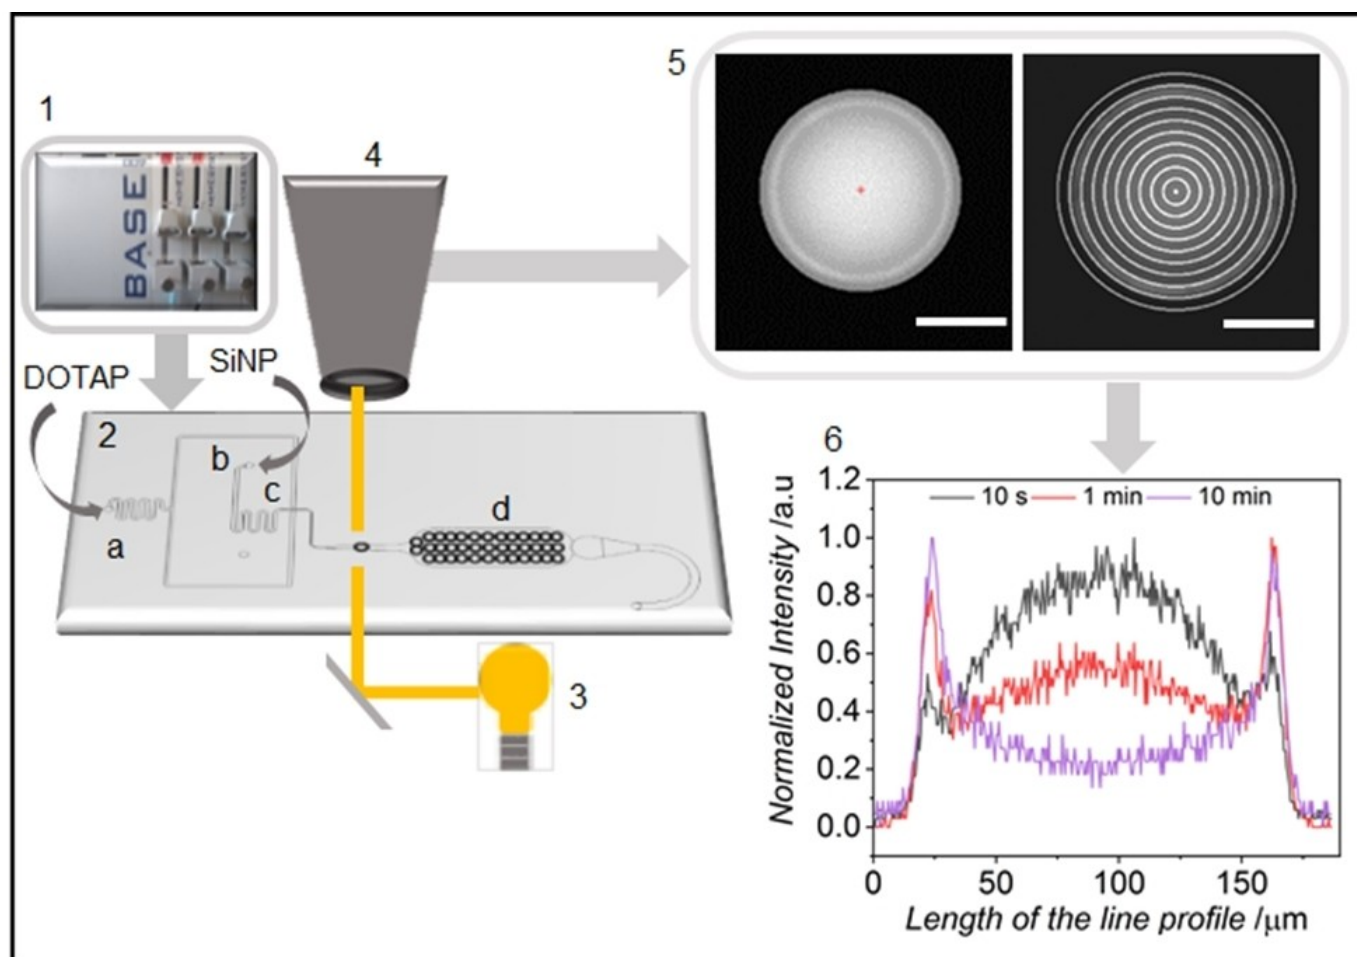 1
BASE
DOTAP
SiNP
2
a
b
c
d
3
4
5
6
10 s
1 min
10 min
Normalized Intensity /a.u
1.2
1.0
0.8
0.6
0.4
0.2
0.0
0
50
100
150
Length of the line profile /μm